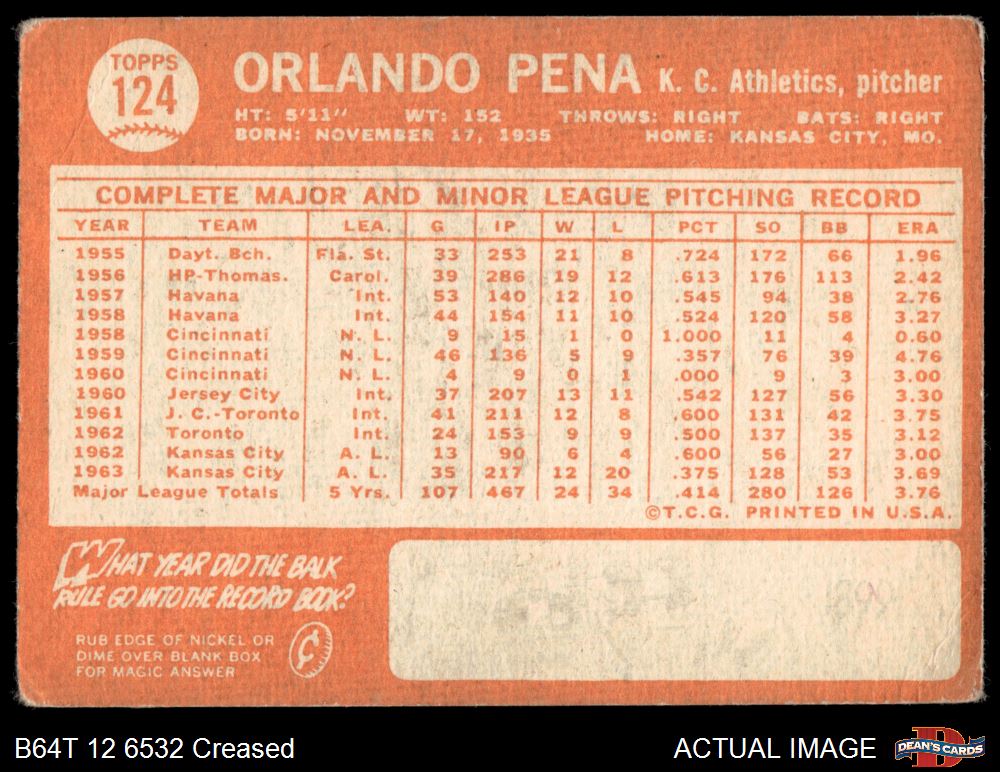 TOPPS
124
ORLANDO PENA K. C. Athletics, pitcher
HT: 5'11" WT: 152 THROWS: RIGHT BATS: RIGHT
BORN: NOVEMBER 17, 1935 HOME: KANSAS CITY, MO.
COMPLETE MAJOR AND MINOR LEAGUE PITCHING RECORD
YEAR TEAM LEA. G IP W L PCT SO BB ERA
1955 Dayt. Bch. Fla. St. 33 253 21 8 .724 172 66 1.96
1956 HP-Thomas. Carol. 39 286 19 12 .613 176 113 2.42
1957 Havana Int. 53 140 12 10 .545 94 38 2.76
1958 Havana Int. 44 154 11 10 .524 120 58 3.27
1958 Cincinnati N. L. 9 15 1 0 1.000 11 4 0.60
1959 Cincinnati N. L. 46 136 5 9 .357 76 39 4.76
1960 Cincinnati N. L. 4 9 0 1 .000 9 3 3.00
1960 Jersey City Int. 37 207 13 11 .542 127 56 3.30
1961 J. C.-Toronto Int. 41 211 12 8 .600 131 42 3.75
1962 Toronto Int. 24 153 9 9 .500 137 35 3.12
1962 Kansas City A. L. 13 90 6 4 .600 56 27 3.00
1963 Kansas City A. L. 35 217 12 20 .375 128 53 3.69
Major League Totals 5 Yrs. 107 467 24 34 .414 280 126 3.76
©T.C.G. PRINTED IN U.S.A.
WHAT YEAR DID THE BALK
RULE GO INTO THE RECORD BOOK?
RUB EDGE OF NICKEL OR
DIME OVER BLANK BOX
FOR MAGIC ANSWER
¢
B64T 12 6532 Creased ACTUAL IMAGE DEAN'S CARDS